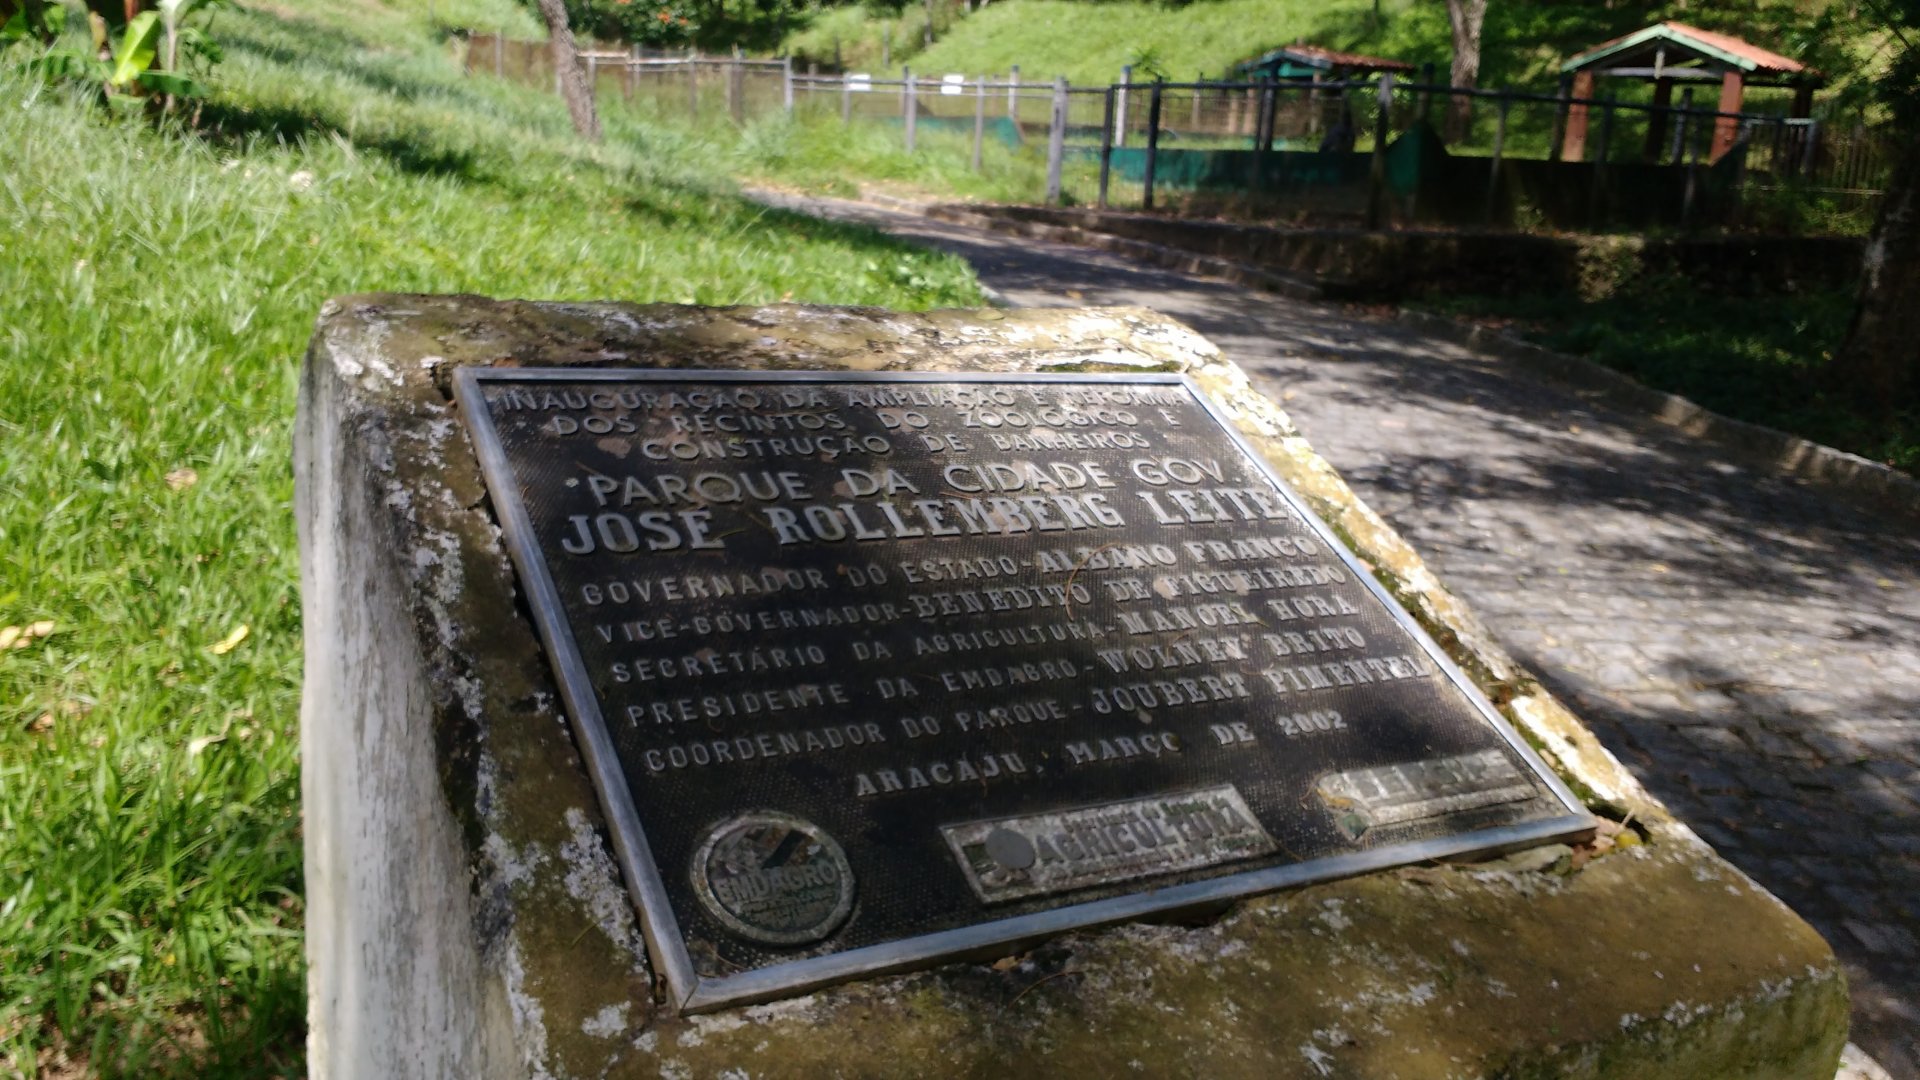 INAUGURAÇÃO DA AMPLIAÇÃO E REFORMA
DOS RECINTOS DO ZOOLÓGICO E
CONSTRUÇÃO DE BANHEIROS
"PARQUE DA CIDADE GOV.
JOSE ROLLEMBERG LEITE"
GOVERNADOR DO ESTADO-ALBANO FRANCO
VICE-GOVERNADOR-BENEDITO DE FIGUEIREDO
SECRETÁRIO DA AGRICULTURA-MANOEL HORA
PRESIDENTE DA EMDAGRO-WOLNEY BRITO
COORDENADOR DO PARQUE-JOUBERT PIMENTEL
ARACAJU, MARÇO DE 2002
EMDAGRO
AGRICULTURA